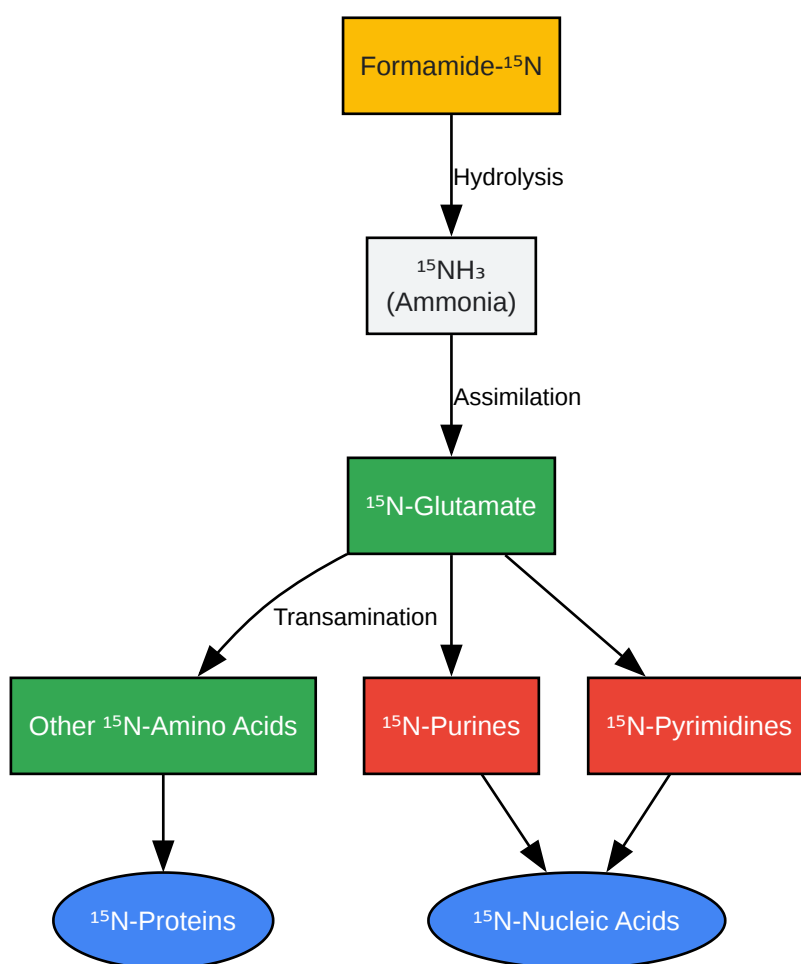 Formamide-¹⁵N
Hydrolysis
¹⁵NH₃
(Ammonia)
Assimilation
¹⁵N-Glutamate
Transamination
Other ¹⁵N-Amino Acids
¹⁵N-Purines
¹⁵N-Pyrimidines
¹⁵N-Proteins
¹⁵N-Nucleic Acids